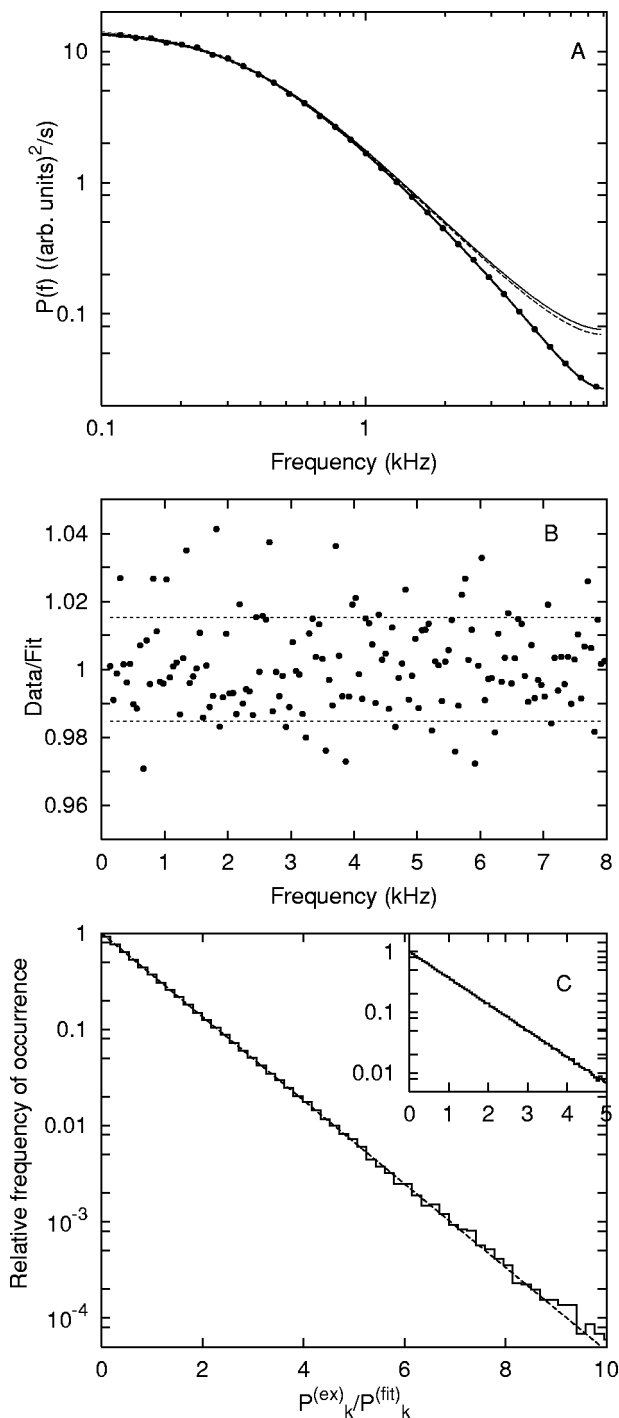 A
10
1
0.1
P(f) ((arb. units)^2/s)
0.1
1
Frequency (kHz)
B
1.04
1.02
1
0.98
0.96
Data/Fit
0 1 2 3 4 5 6 7 8
Frequency (kHz)
C
1
0.1
0.01
0 1 2 3 4 5
1
0.1
0.01
10^-3
10^-4
Relative frequency of occurrence
0 2 4 6 8 10
P^(ex)_k/P^(fit)_k